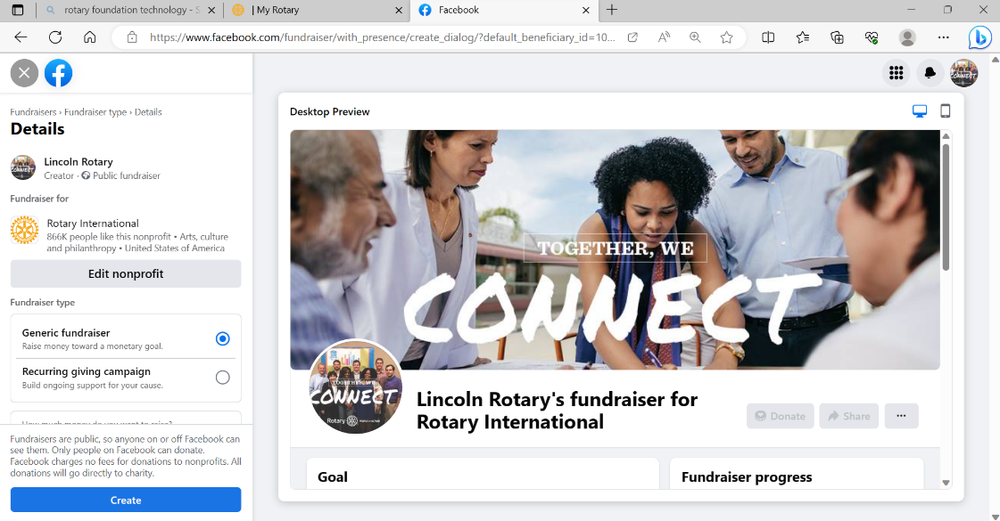 rotary foundation technology - S
| My Rotary
Facebook
https://www.facebook.com/fundraiser/with_presence/create_dialog/?default_beneficiary_id=10...
Fundraisers › Fundraiser type › Details
Details
Lincoln Rotary
Creator · Public fundraiser
Fundraiser for
Rotary International
866K people like this nonprofit • Arts, culture
and philanthropy • United States of America
Edit nonprofit
Fundraiser type
Generic fundraiser
Raise money toward a monetary goal.
Recurring giving campaign
Build ongoing support for your cause.
How much money do you want to raise?
Fundraisers are public, so anyone on or off Facebook can
see them. Only people on Facebook can donate.
Facebook charges no fees for donations to nonprofits. All
donations will go directly to charity.
Create
Desktop Preview
TOGETHER, WE
CONNECT
TOGETHER, WE
CONNECT
Rotary
Lincoln Rotary's fundraiser for
Rotary International
Donate
Share
Goal
Fundraiser progress